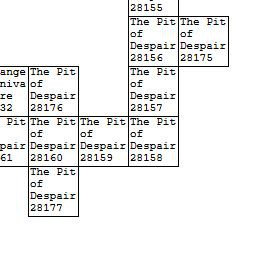 28155
The Pit The Pit
of of
Despair Despair
28156 28175
ange The Pit The Pit
niva of of
re Despair Despair
32 28176 28157
Pit The Pit The Pit The Pit
of of of
pair Despair Despair Despair
61 28160 28159 28158
The Pit
of
Despair
28177